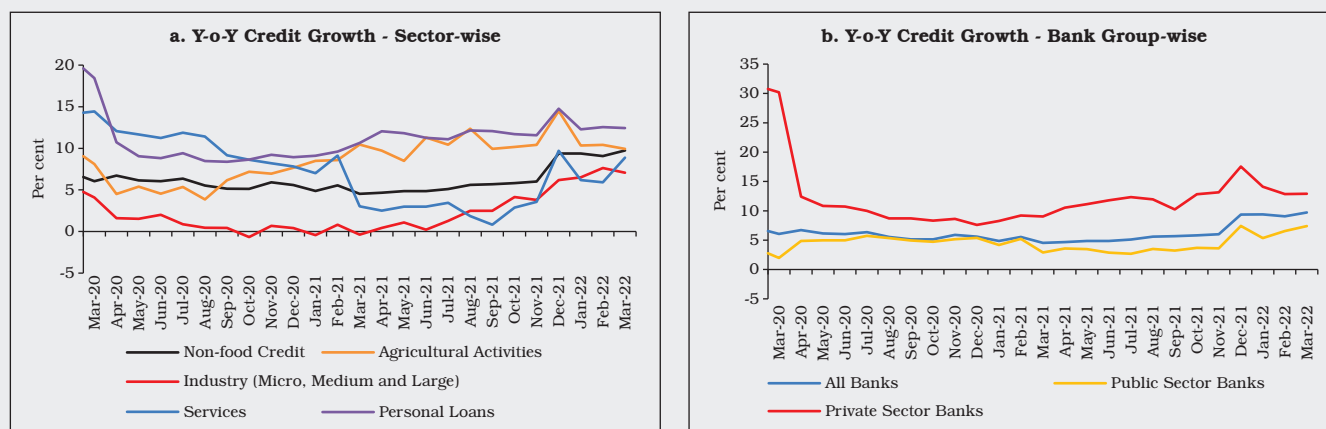 a. Y-o-Y Credit Growth - Sector-wise
Per cent
20
15
10
5
0
-5
Mar-20
Apr-20
May-20
Jun-20
Jul-20
Aug-20
Sep-20
Oct-20
Nov-20
Dec-20
Jan-21
Feb-21
Mar-21
Apr-21
May-21
Jun-21
Jul-21
Aug-21
Sep-21
Oct-21
Nov-21
Dec-21
Jan-22
Feb-22
Mar-22
Non-food Credit
Agricultural Activities
Industry (Micro, Medium and Large)
Services
Personal Loans
b. Y-o-Y Credit Growth - Bank Group-wise
Per cent
35
30
25
20
15
10
5
0
-5
Mar-20
Apr-20
May-20
Jun-20
Jul-20
Aug-20
Sep-20
Oct-20
Nov-20
Dec-20
Jan-21
Feb-21
Mar-21
Apr-21
May-21
Jun-21
Jul-21
Aug-21
Sep-21
Oct-21
Nov-21
Dec-21
Jan-22
Feb-22
Mar-22
All Banks
Public Sector Banks
Private Sector Banks